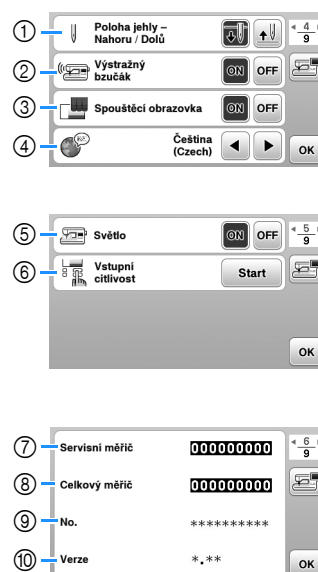 ① Poloha jehly –
Nahoru / Dolů
4
9
② Výstražný
bzučák
ON OFF
③ Spouštěcí obrazovka
ON OFF
④ Čeština
(Czech)
OK
⑤ Světlo
ON OFF
5
9
⑥ Vstupní
citlivost
Start
OK
⑦ Servisní měřič 000000000
6
9
⑧ Celkový měřič 000000000
⑨ No. **********
⑩ Verze *.**
OK